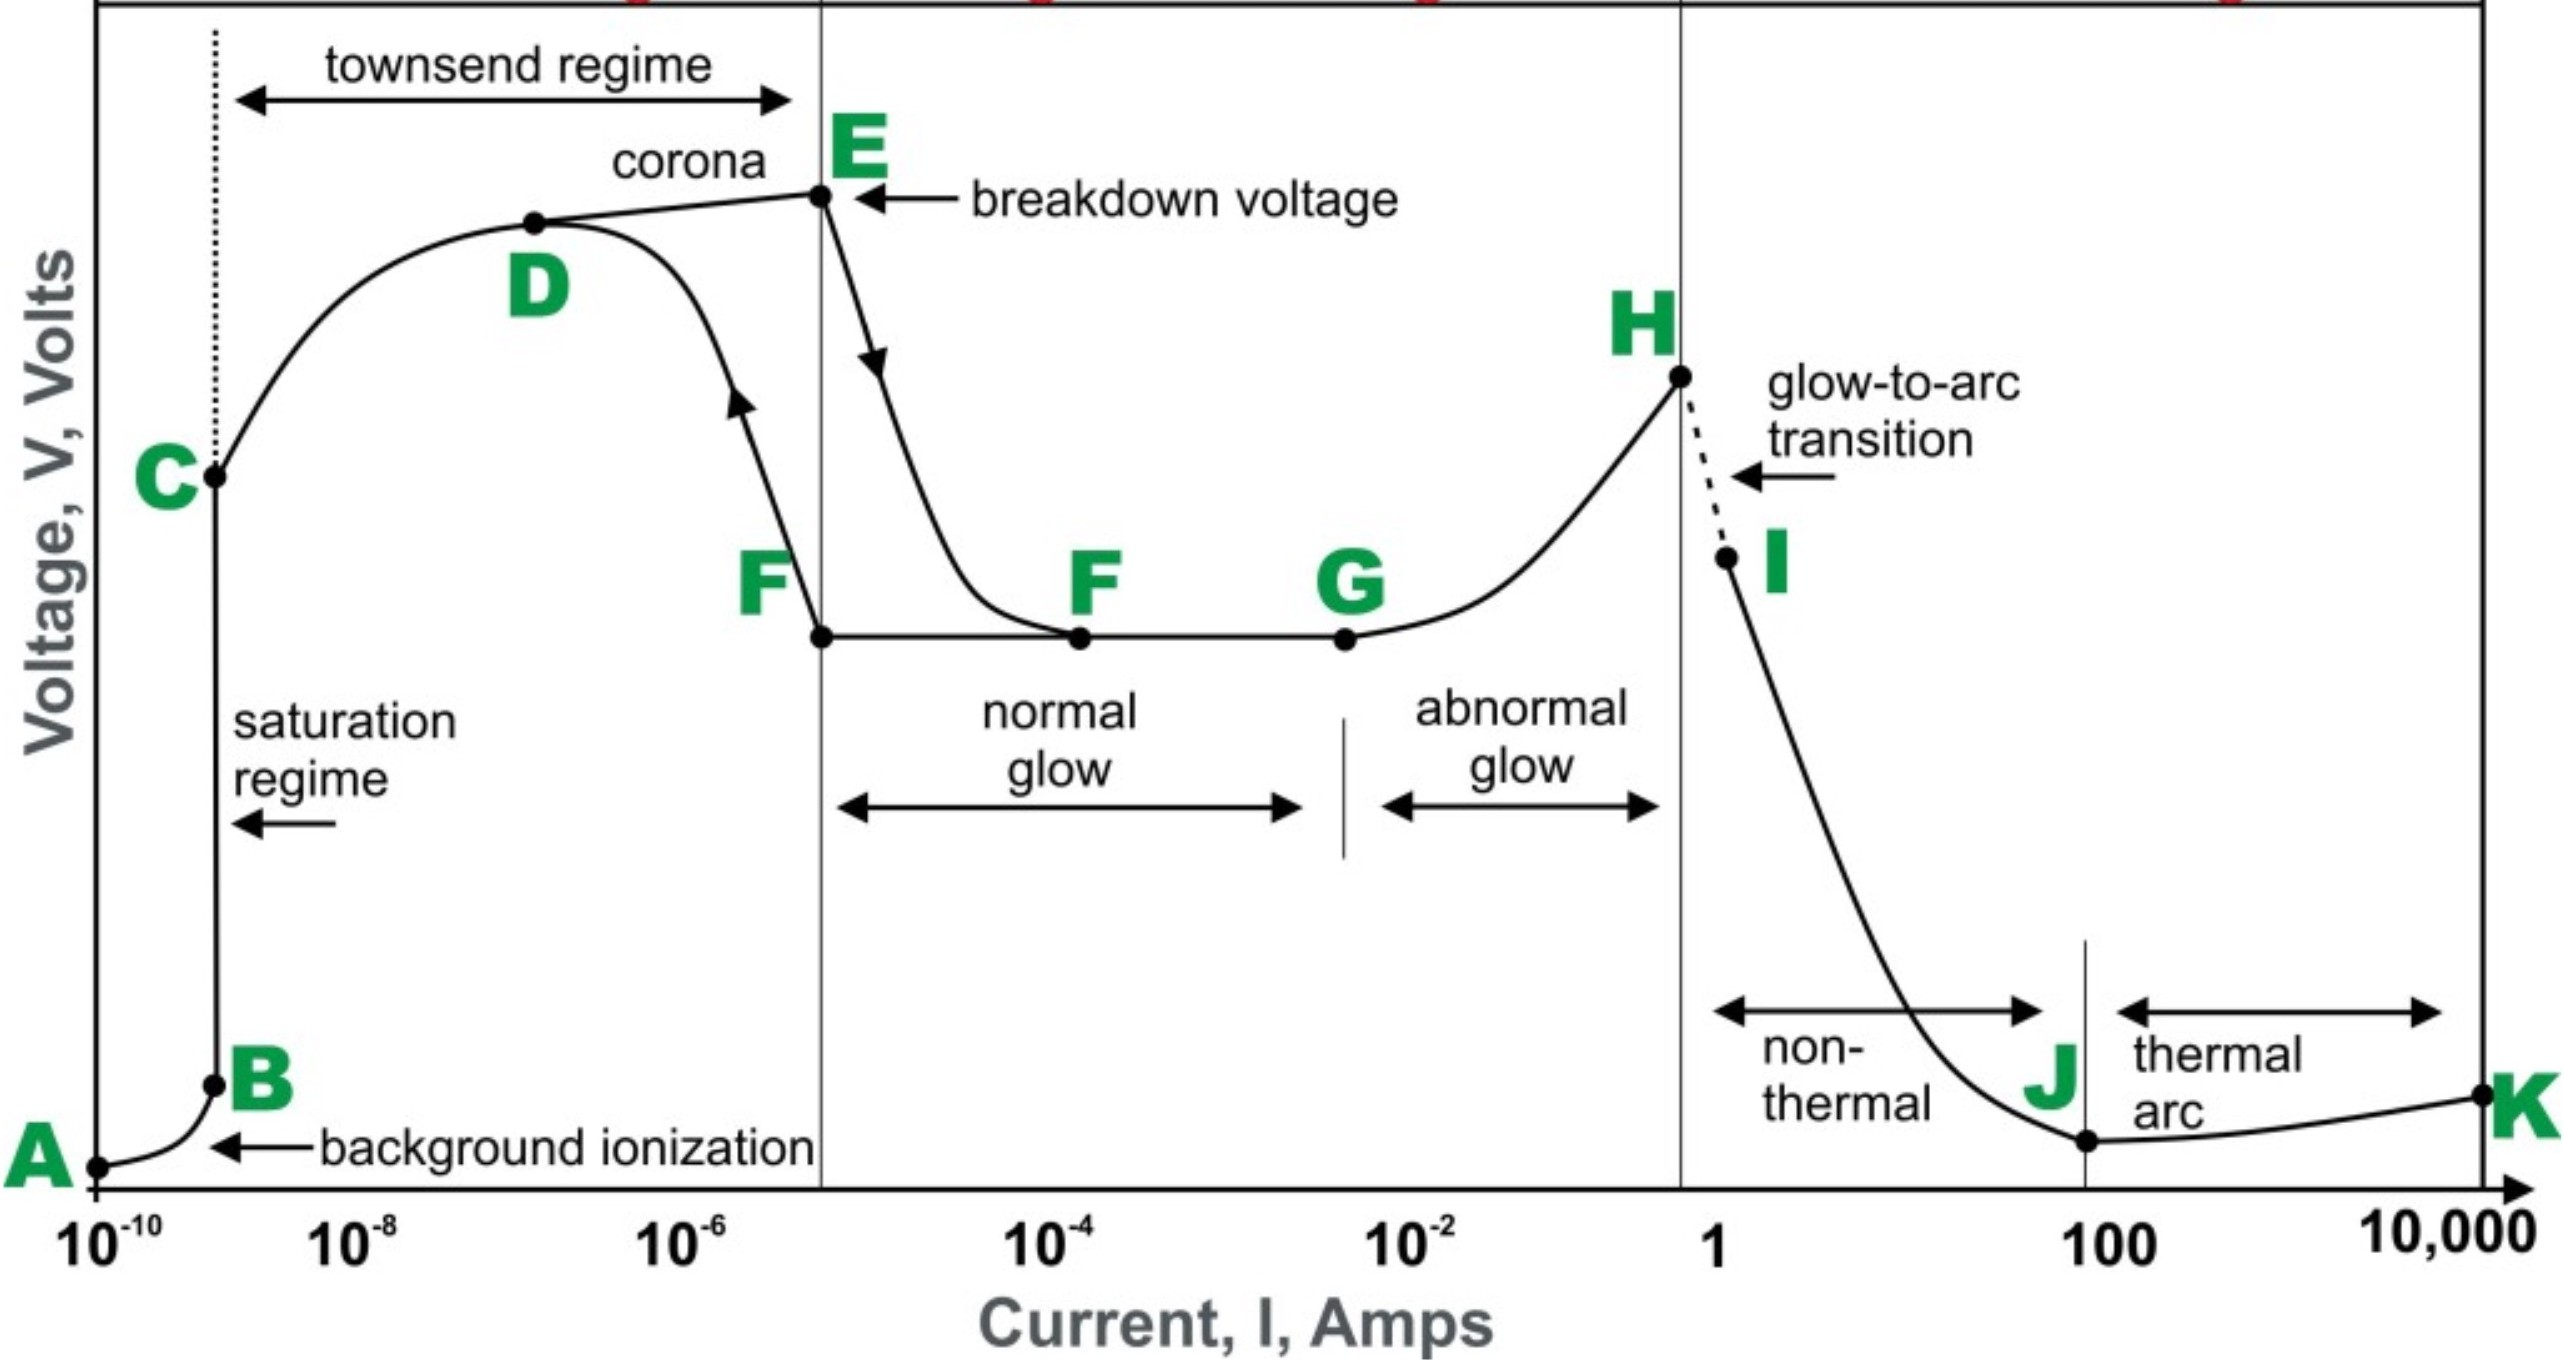 townsend regime
corona
E
breakdown voltage
D
H
glow-to-arc
transition
C
F
F
G
I
Voltage, V, Volts
saturation
regime
normal
glow
abnormal
glow
B
A
background ionization
non-
thermal
J
thermal
arc
K
10⁻¹⁰
10⁻⁸
10⁻⁶
10⁻⁴
10⁻²
1
100
10,000
Current, I, Amps